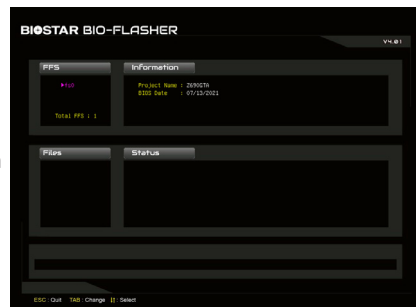 BIOSTAR BIO-FLASHER
V4.01
FFS
Information
Project Name : Z690GTA
BIOS Date : 07/13/2021
Total FFS : 1
Files
Status
ESC : Quit TAB : Change : Select